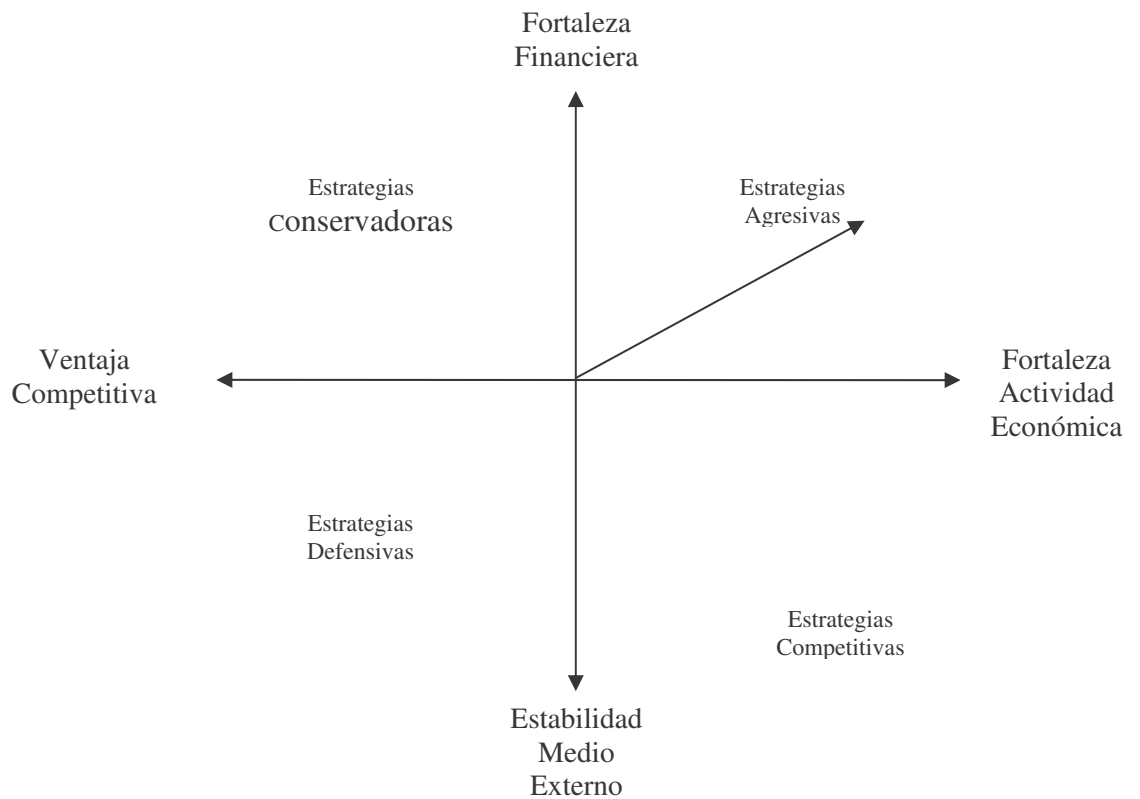 Fortaleza
Financiera
Estrategias
Conservadoras
Estrategias
Agresivas
Ventaja
Competitiva
Fortaleza
Actividad
Económica
Estrategias
Defensivas
Estrategias
Competitivas
Estabilidad
Medio
Externo